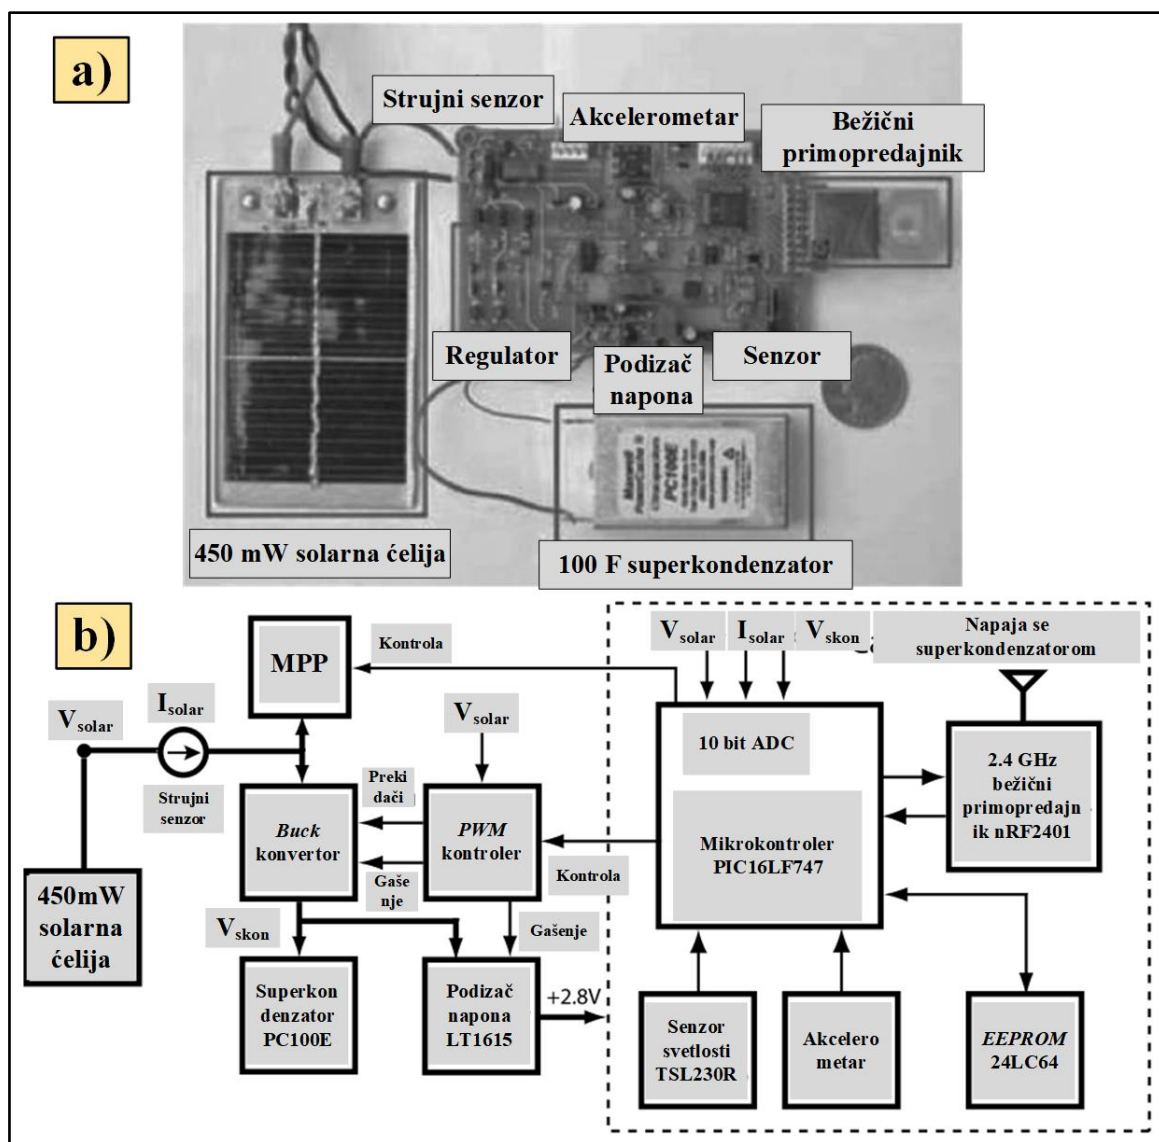 a)
Strujni senzor
Akcelerometar
Bežični
primopredajnik
Regulator
Podizač
napona
Senzor
Maxwell
PC100E
450 mW solarna ćelija
100 F superkondenzator
b)
MPP
Kontrola
V solar
I solar
V skon
Napaja se
superkondenzatorom
V solar
I solar
Strujni
senzor
V solar
10 bit ADC
Mikrokontroler
PIC16LF747
2.4 GHz
bežični
primopredajn
ik nRF2401
Preki
dači
Buck
konvertor
PWM
kontroler
Gaše
nje
Kontrola
450mW
solarna
ćelija
V skon
Gašenje
Superkon
denzator
PC100E
Podizač
napona
LT1615
+2.8V
Senzor
svetlosti
TSL230R
Akcelero
metar
EEPROM
24LC64